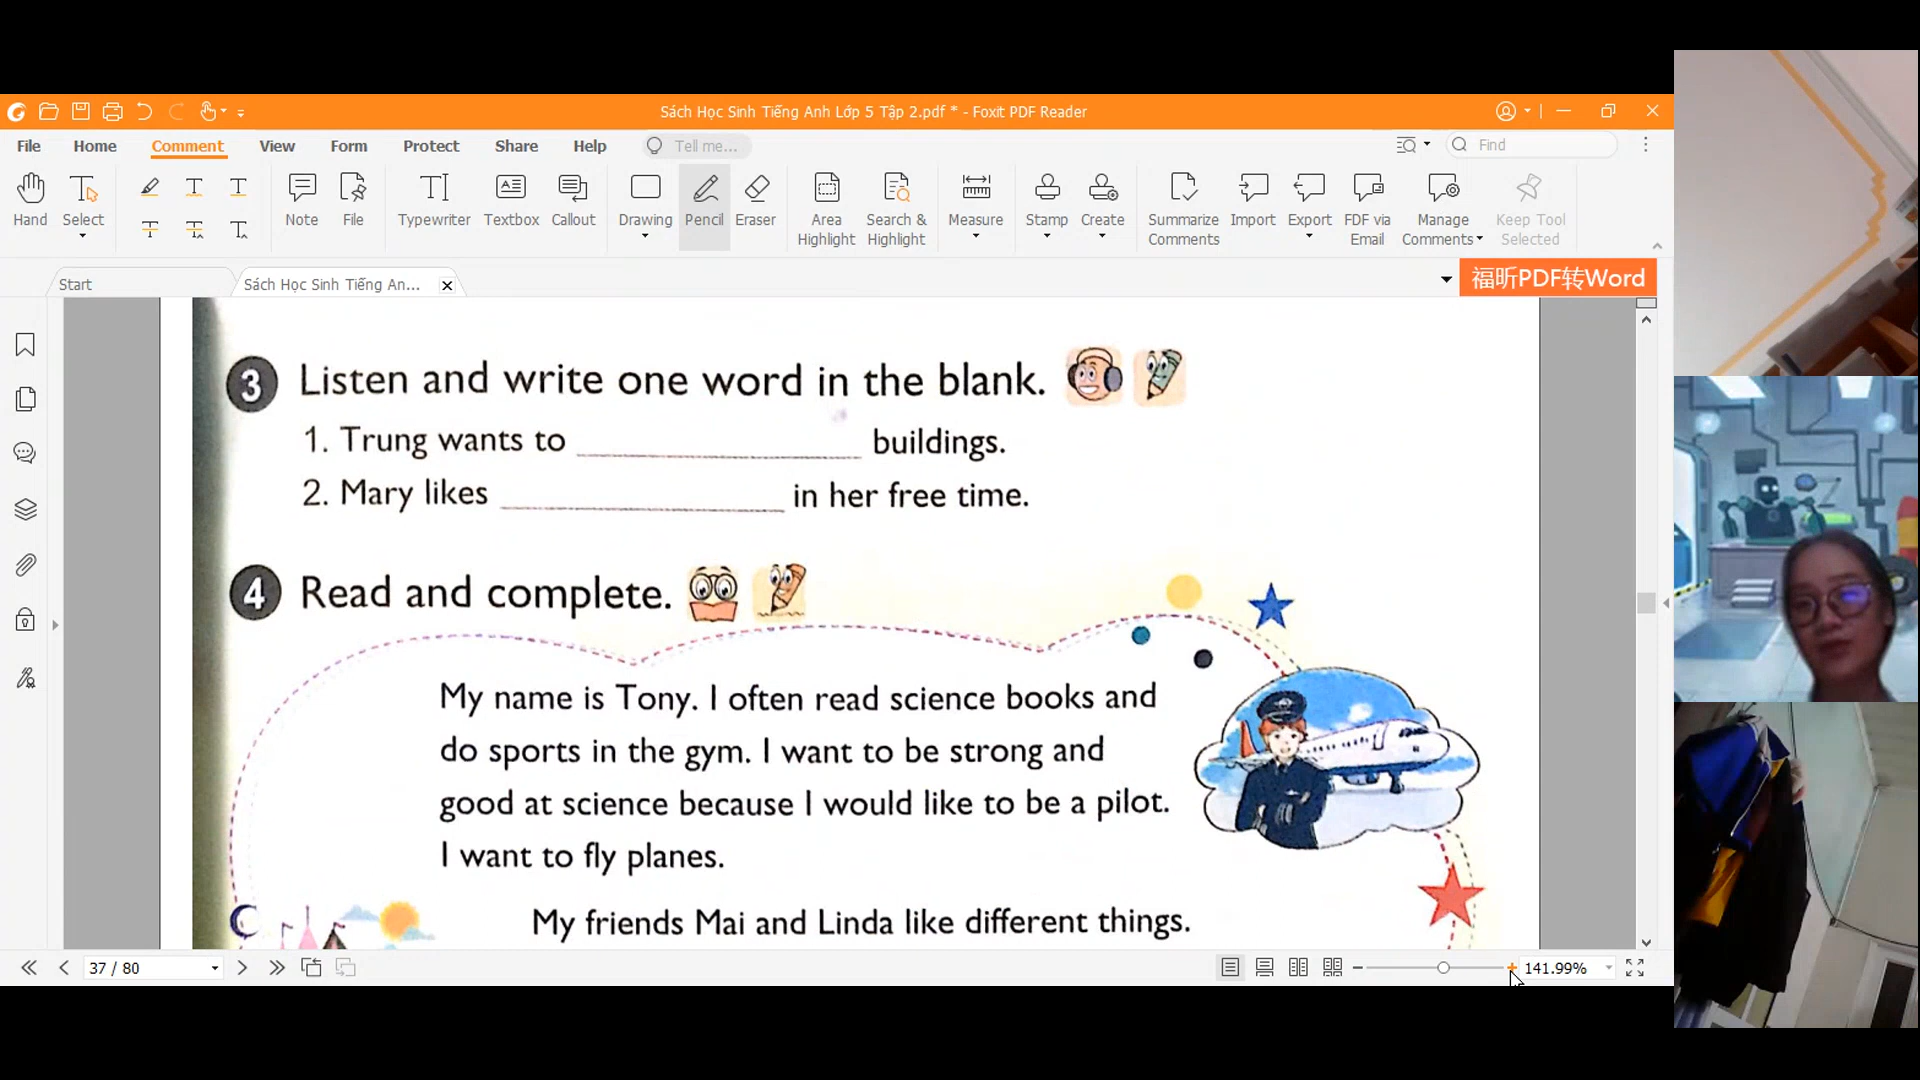 Sách Học Sinh Tiếng Anh Lớp 5 Tập 2.pdf * - Foxit PDF Reader
File Home Comment View Form Protect Share Help Tell me... Find
Hand Select Note File Typewriter Textbox Callout Drawing Pencil Eraser Area Highlight Search & Highlight Measure Stamp Create Summarize Comments Import Export FDF via Email Manage Comments Keep Tool Selected
Start Sách Học Sinh Tiếng An... 福昕PDF转Word
3 Listen and write one word in the blank.
1. Trung wants to ____________ buildings.
2. Mary likes ____________ in her free time.
4 Read and complete.
My name is Tony. I often read science books and
do sports in the gym. I want to be strong and
good at science because I would like to be a pilot.
I want to fly planes.
My friends Mai and Linda like different things.
37 / 80 141.99%